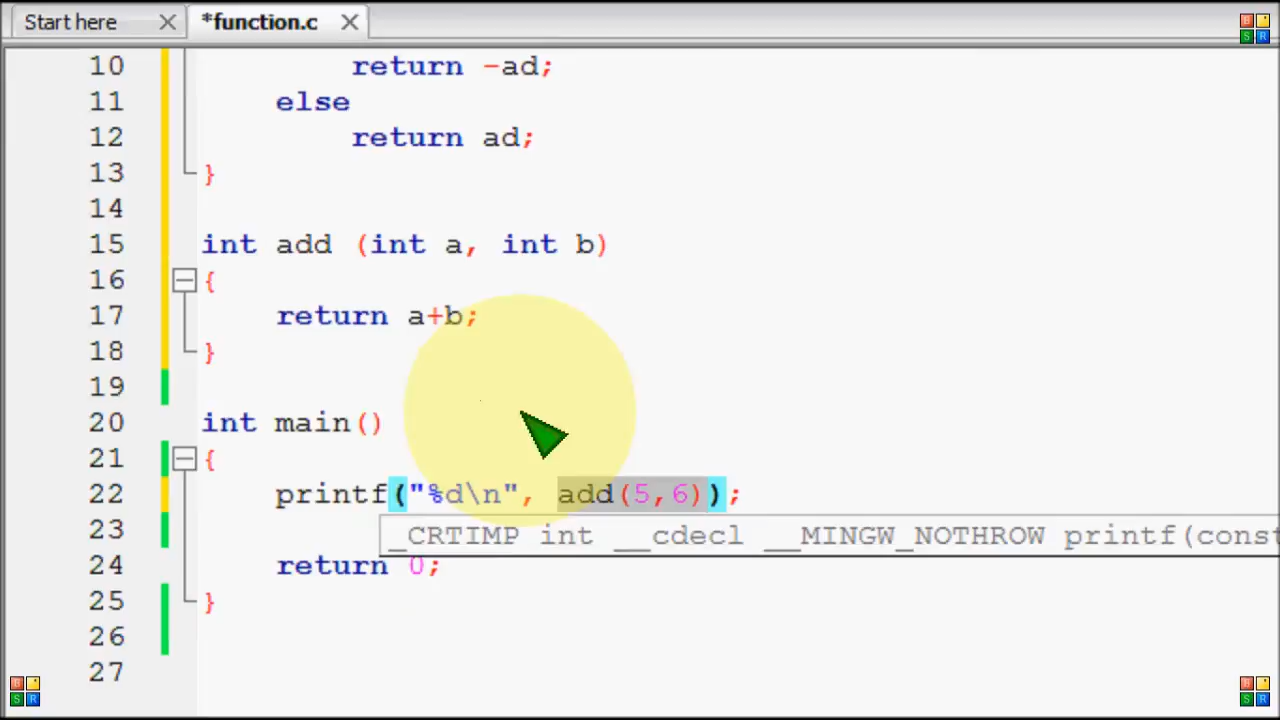 Start here
*function.c
10 return -ad;
11 else
12 return ad;
13 }
14
15 int add (int a, int b)
16 {
17 return a+b;
18 }
19
20 int main()
21 {
22 printf("%d\n", add(5,6));
_CRTIMP int __cdecl __MINGW_NOTHROW printf(const
23
24 return 0;
25 }
26
27